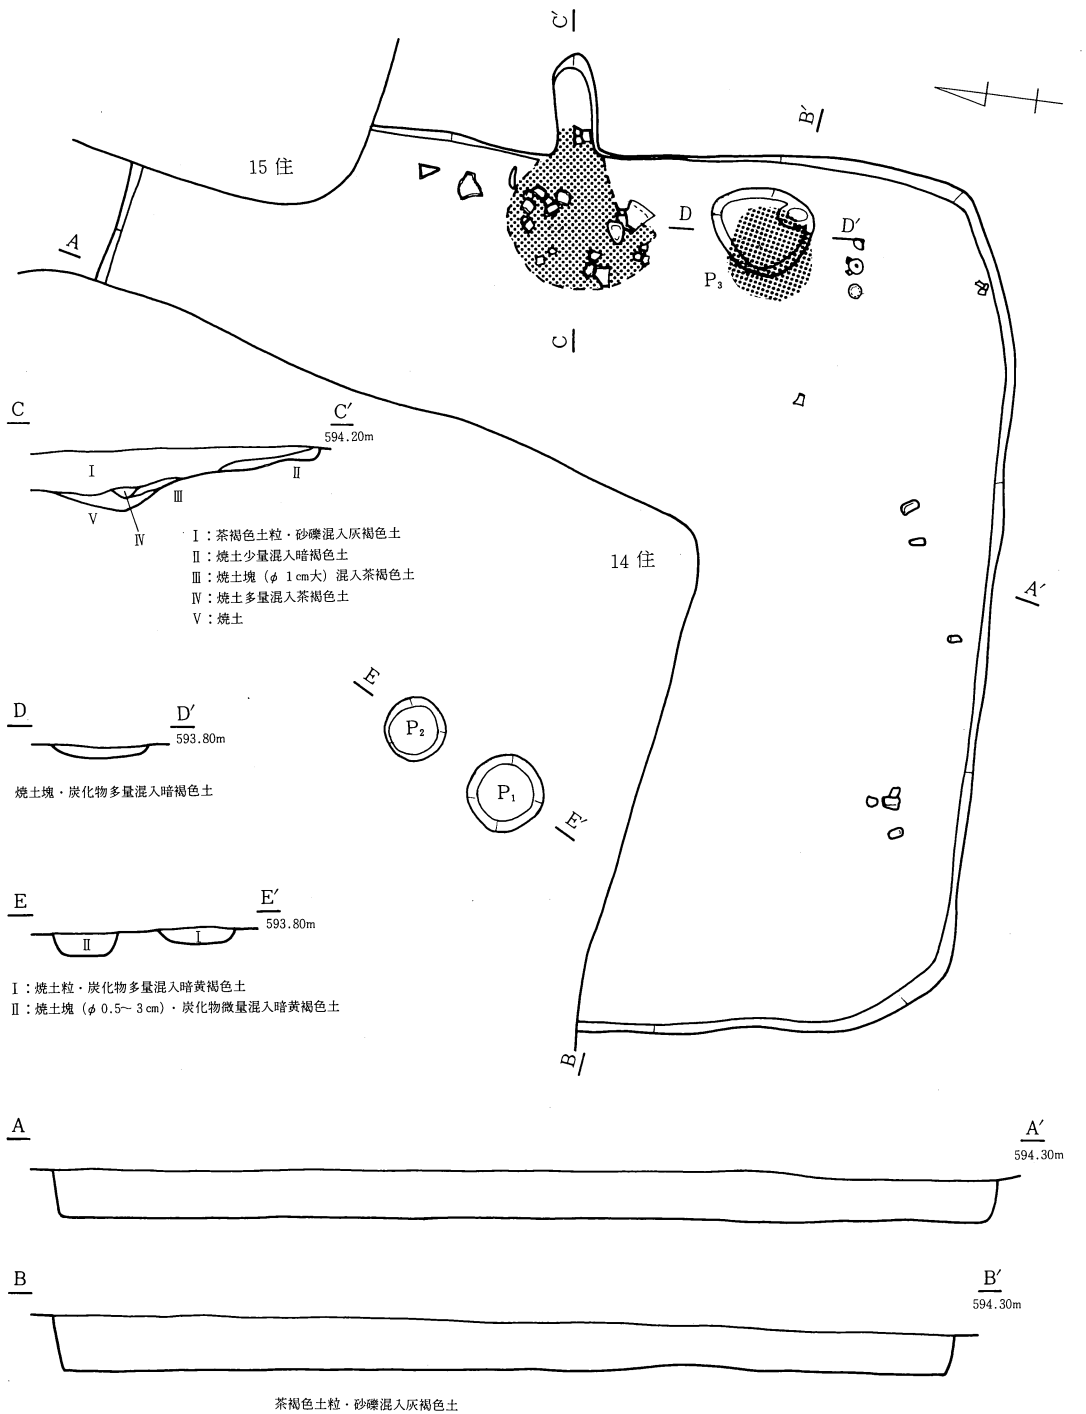 C′
B′
15 住
A
D
D′
P₃
C
C
C′
594.20m
Ⅰ
Ⅱ
Ⅲ
Ⅴ
Ⅳ
Ⅰ：茶褐色土粒・砂礫混入灰褐色土
Ⅱ：焼土少量混入暗褐色土
Ⅲ：焼土塊（φ 1 cm大）混入茶褐色土
Ⅳ：焼土多量混入茶褐色土
Ⅴ：焼土
14 住
A′
E
P₂
P₁
E′
D
D′
593.80m
焼土塊・炭化物多量混入暗褐色土
E
E′
593.80m
Ⅱ
Ⅰ
Ⅰ：焼土粒・炭化物多量混入暗黄褐色土
Ⅱ：焼土塊（φ 0.5～ 3 cm）・炭化物微量混入暗黄褐色土
B
A
A′
594.30m
B
B′
594.30m
茶褐色土粒・砂礫混入灰褐色土